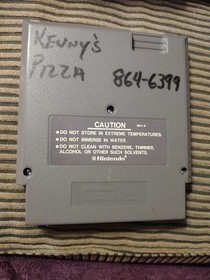 KENNY'S
PIZZA
864-6399
CAUTION
• DO NOT STORE IN EXTREME TEMPERATURES.
• DO NOT IMMERSE IN WATER.
• DO NOT CLEAN WITH BENZENE, THINNER,
ALCOHOL OR OTHER SUCH SOLVENTS.
Nintendo